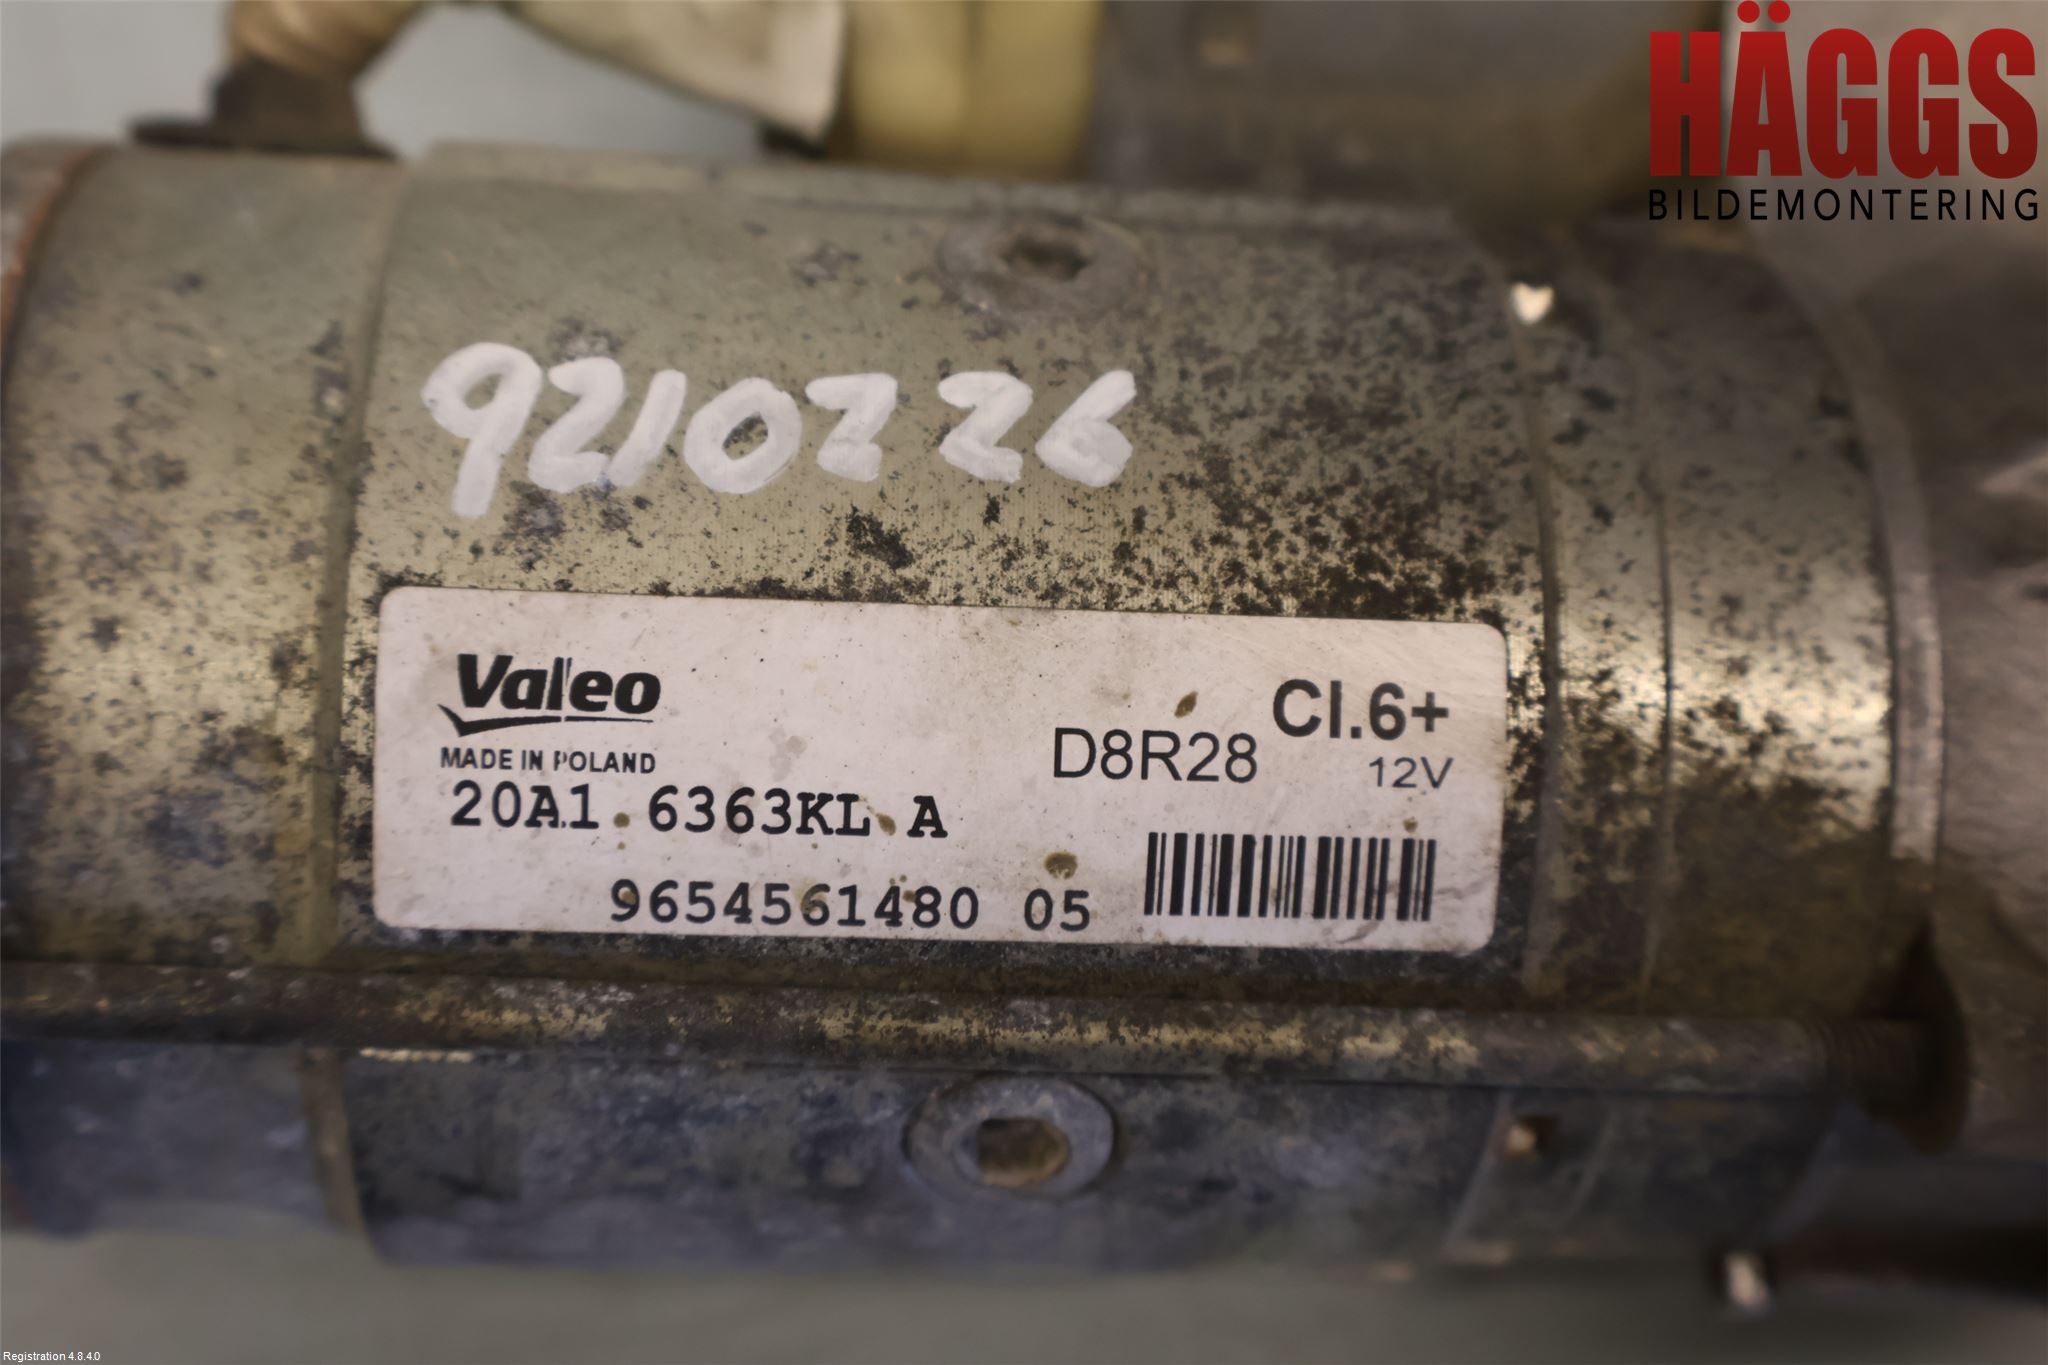 HÄGGS
BILDEMONTERING
9210226
Valeo
MADE IN POLAND
Cl.6+
D8R28
12V
20A1 6363KL A
9654561480 05
Registration 4.8.4.0